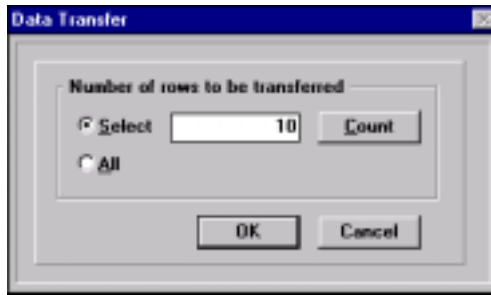 Data Transfer
Number of rows to be transferred
Select 10 Count
All
OK Cancel